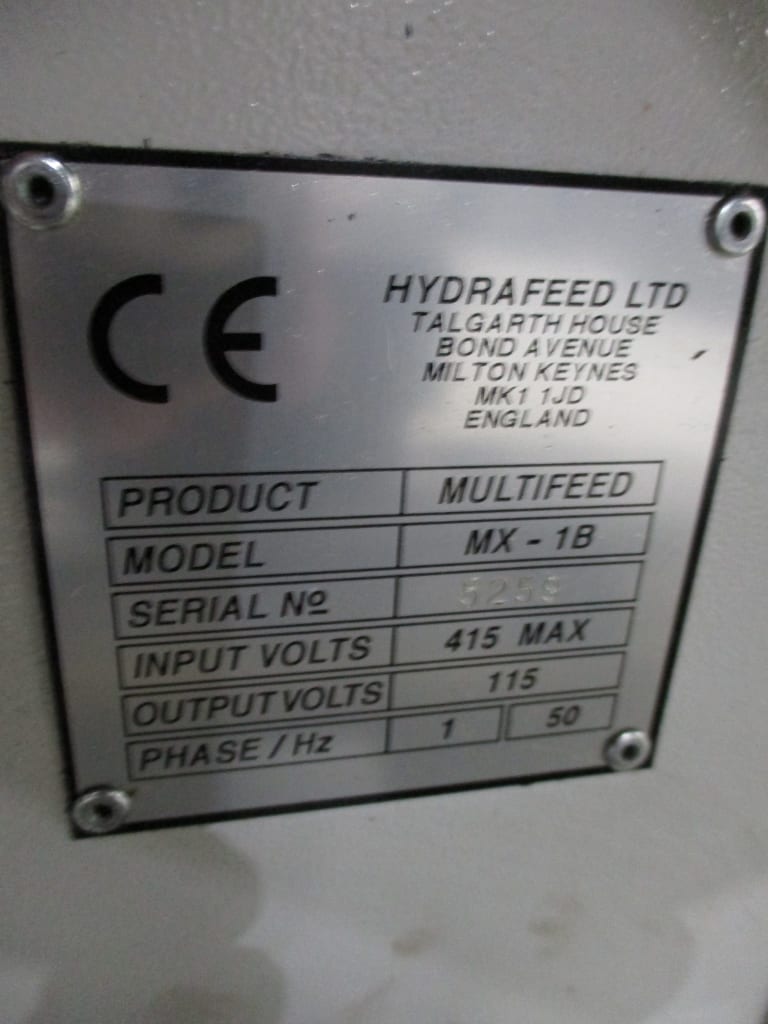 CE
HYDRAFEED LTD
TALGARTH HOUSE
BOND AVENUE
MILTON KEYNES
MK1 1JD
ENGLAND
PRODUCT MULTIFEED
MODEL MX - 1B
SERIAL Nº 5259
INPUT VOLTS 415 MAX
OUTPUT VOLTS 115
PHASE / Hz 1 50